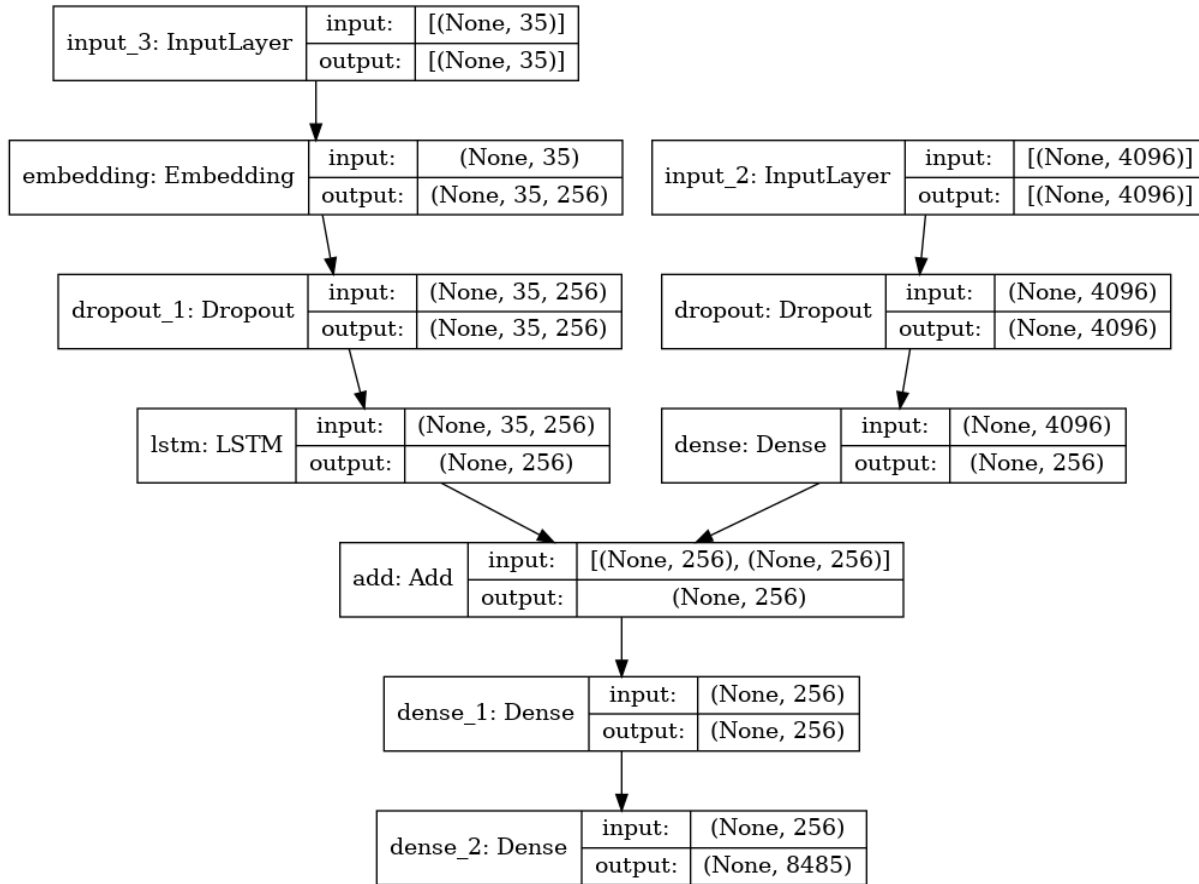 input_3: InputLayer
input: [(None, 35)]
output: [(None, 35)]
embedding: Embedding
input: (None, 35)
output: (None, 35, 256)
input_2: InputLayer
input: [(None, 4096)]
output: [(None, 4096)]
dropout_1: Dropout
input: (None, 35, 256)
output: (None, 35, 256)
dropout: Dropout
input: (None, 4096)
output: (None, 4096)
lstm: LSTM
input: (None, 35, 256)
output: (None, 256)
dense: Dense
input: (None, 4096)
output: (None, 256)
add: Add
input: [(None, 256), (None, 256)]
output: (None, 256)
dense_1: Dense
input: (None, 256)
output: (None, 256)
dense_2: Dense
input: (None, 256)
output: (None, 8485)